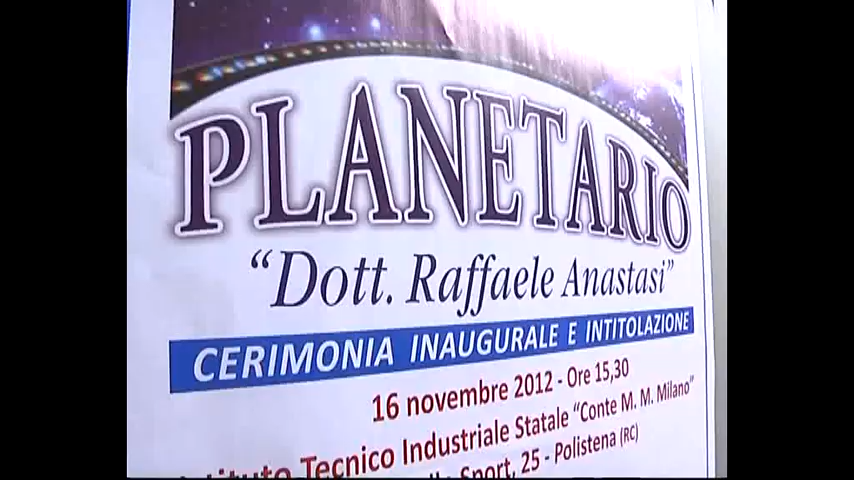 PLANETARIO
“Dott. Raffaele Anastasi”
CERIMONIA INAUGURALE E INTITOLAZIONE
16 novembre 2012 - Ore 15,30
Istituto Tecnico Industriale Statale “Conte M. M. Milano”
Sport, 25 - Polistena (RC)